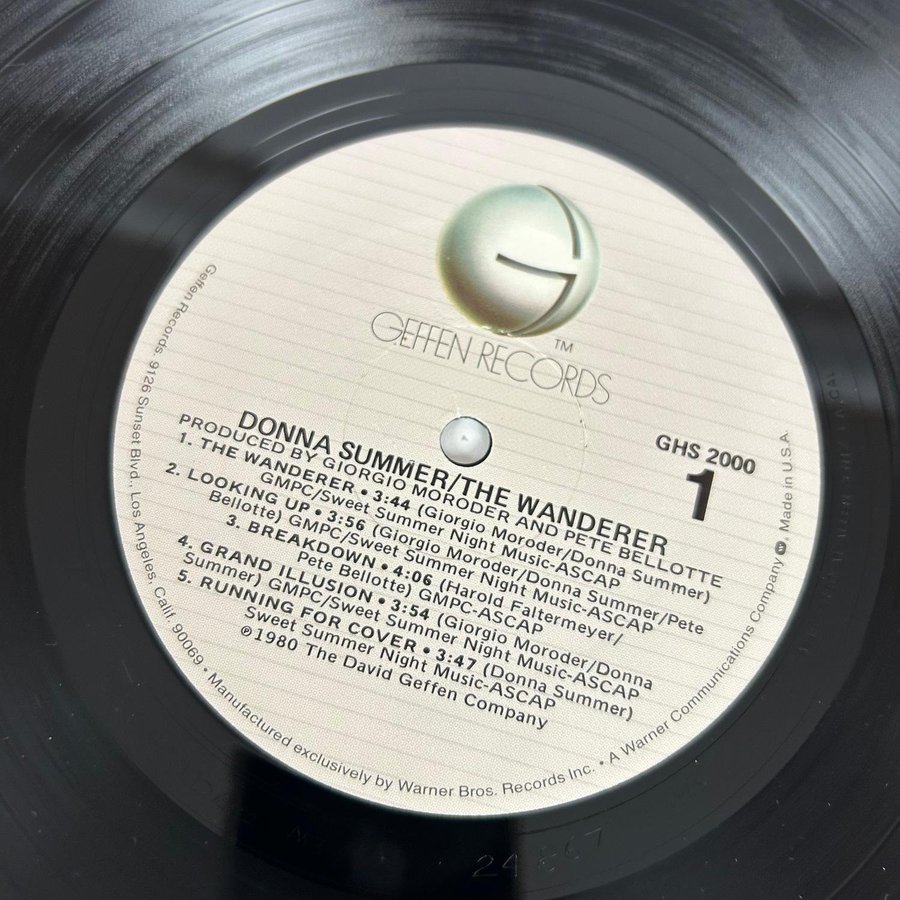 GEFFEN RECORDS
TM
GHS 2000
1
DONNA SUMMER/THE WANDERER
PRODUCED BY GIORGIO MORODER AND PETE BELLOTTE
1. THE WANDERER • 3:44 (Giorgio Moroder/Donna Summer)
GMPC/Sweet Summer Night Music-ASCAP
2. LOOKING UP • 3:56 (Giorgio Moroder/Donna Summer/Pete
Bellotte) GMPC/Sweet Summer Night Music-ASCAP
3. BREAKDOWN • 4:06 (Harold Faltermeyer/
Pete Bellotte) GMPC-ASCAP
4. GRAND ILLUSION • 3:54 (Giorgio Moroder/Donna
Summer) GMPC/Sweet Summer Night Music-ASCAP
5. RUNNING FOR COVER • 3:47 (Donna Summer)
Sweet Summer Night Music-ASCAP
℗1980 The David Geffen Company
Geffen Records, 9126 Sunset Blvd., Los Angeles, Calif. 90069 • Manufactured exclusively by Warner Bros. Records Inc. • A Warner Communications Company, Made in U.S.A.